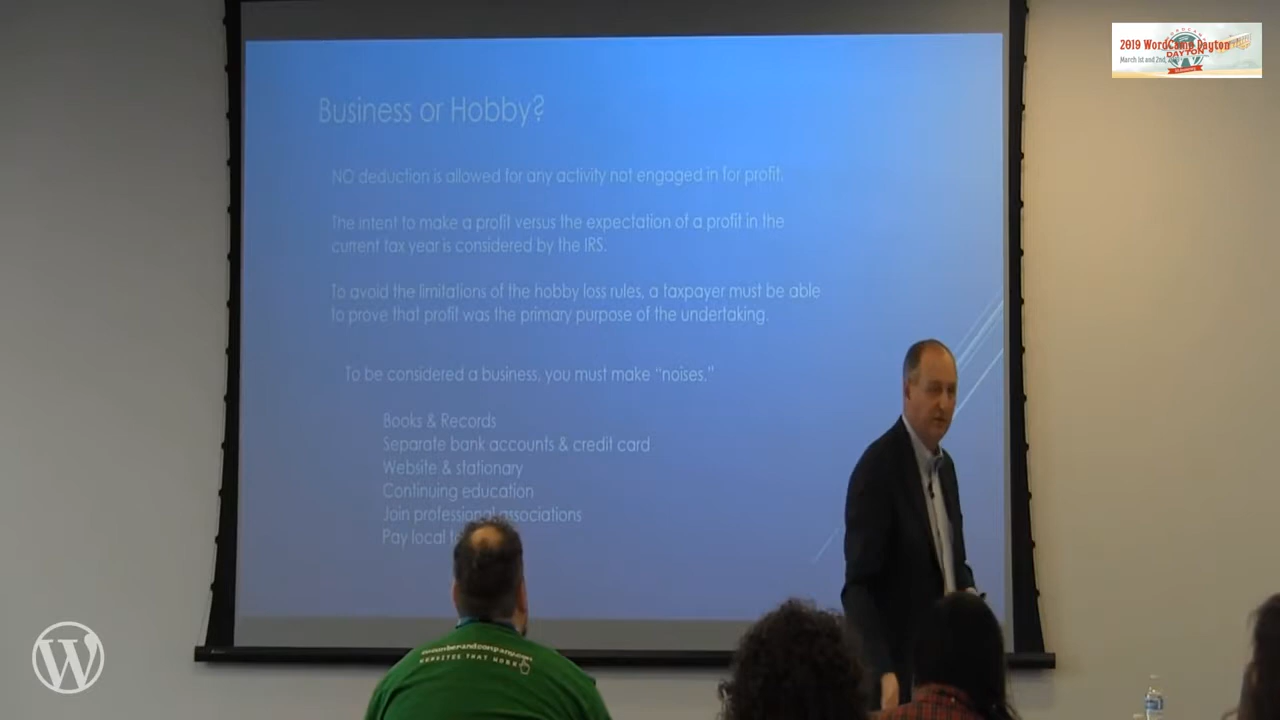 2019 WordCamp Dayton
March 1st and 2nd
DAYTON
Business or Hobby?
NO deduction is allowed for any activity not engaged in for profit.
The intent to make a profit versus the expectation of a profit in the
current tax year is considered by the IRS.
To avoid the limitations of the hobby loss rules, a taxpayer must be able
to prove that profit was the primary purpose of the undertaking.
To be considered a business, you must make “noises.”
Books & Records
Separate bank accounts & credit card
Website & stationary
Continuing education
Join professional associations
Pay local
WEBSITES THAT WORK
W